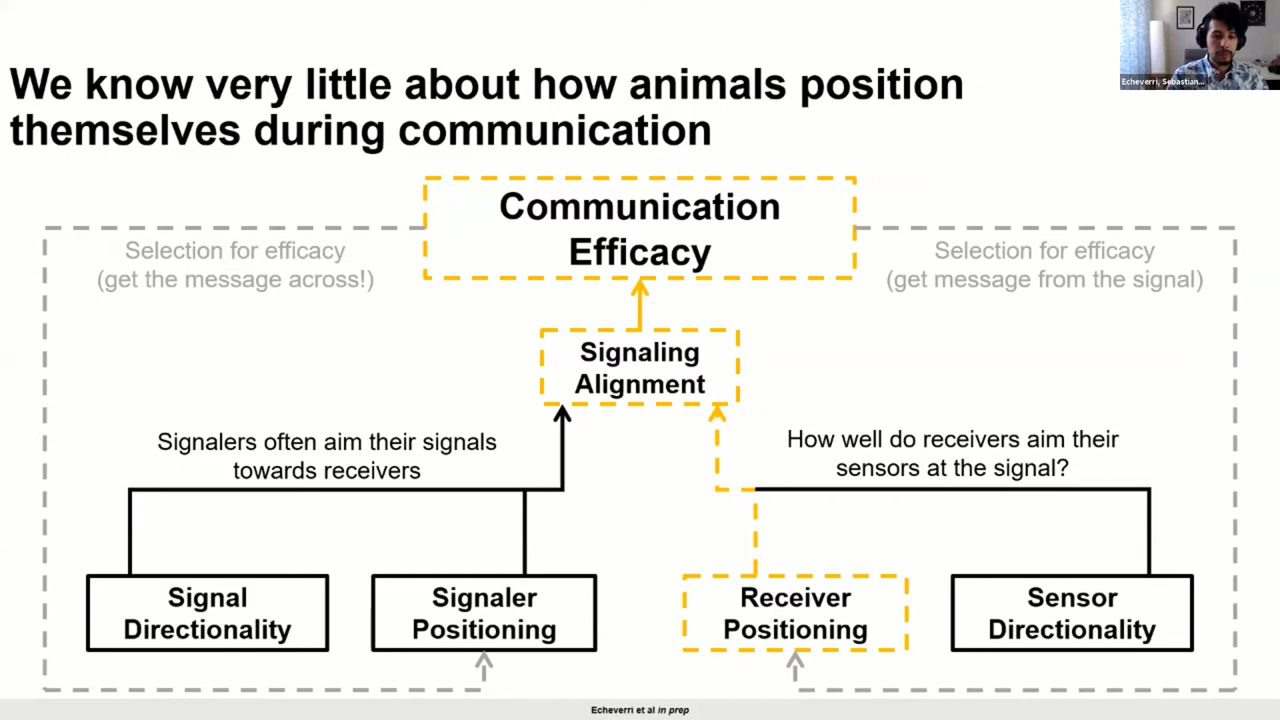 We know very little about how animals position
themselves during communication
Echeverri, Sebastian...
Communication
Efficacy
Selection for efficacy
(get the message across!)
Selection for efficacy
(get message from the signal)
Signaling
Alignment
Signalers often aim their signals
towards receivers
How well do receivers aim their
sensors at the signal?
Signal
Directionality
Signaler
Positioning
Receiver
Positioning
Sensor
Directionality
Echeverri et al in prep